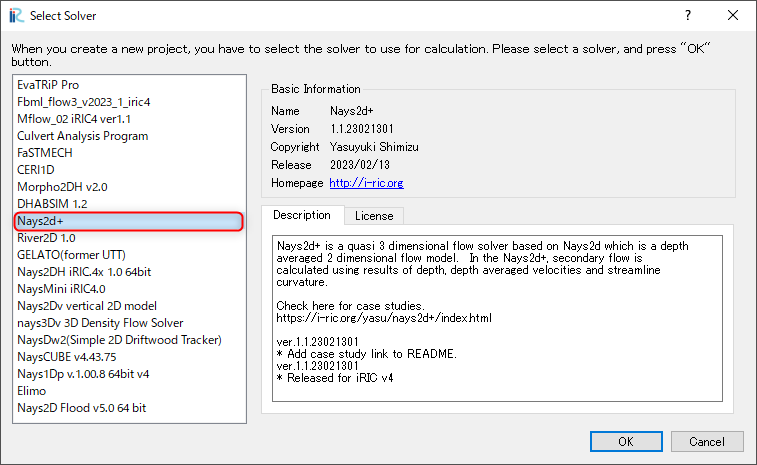 Select Solver
When you create a new project, you have to select the solver to use for calculation. Please select a solver, and press "OK"
button.
EvaTRiP Pro
Fbml_flow3_v2023_1_iric4
Mflow_02 iRIC4 ver1.1
Culvert Analysis Program
FaSTMECH
CERI1D
Morpho2DH v2.0
DHABSIM 1.2
Nays2d+
River2D 1.0
GELATO(former UTT)
Nays2DH iRIC.4x 1.0 64bit
NaysMini iRIC4.0
Nays2Dv vertical 2D model
nays3Dv 3D Density Flow Solver
NaysDw2(Simple 2D Driftwood Tracker)
NaysCUBE v4.43.75
Nays1Dp v.1.00.8 64bit v4
Elimo
Nays2D Flood v5.0 64 bit
Basic Information
Name Nays2d+
Version 1.1.23021301
Copyright Yasuyuki Shimizu
Release 2023/02/13
Homepage http://i-ric.org
Description License
Nays2d+ is a quasi 3 dimensional flow solver based on Nays2d which is a depth
averaged 2 dimensional flow model. In the Nays2d+, secondary flow is
calculated using results of depth, depth averaged velocities and streamline
curvature.
Check here for case studies.
https://i-ric.org/yasu/nays2d+/index.html
ver.1.1.23021301
* Add case study link to README.
ver.1.1.23021301
* Released for iRIC v4
OK Cancel